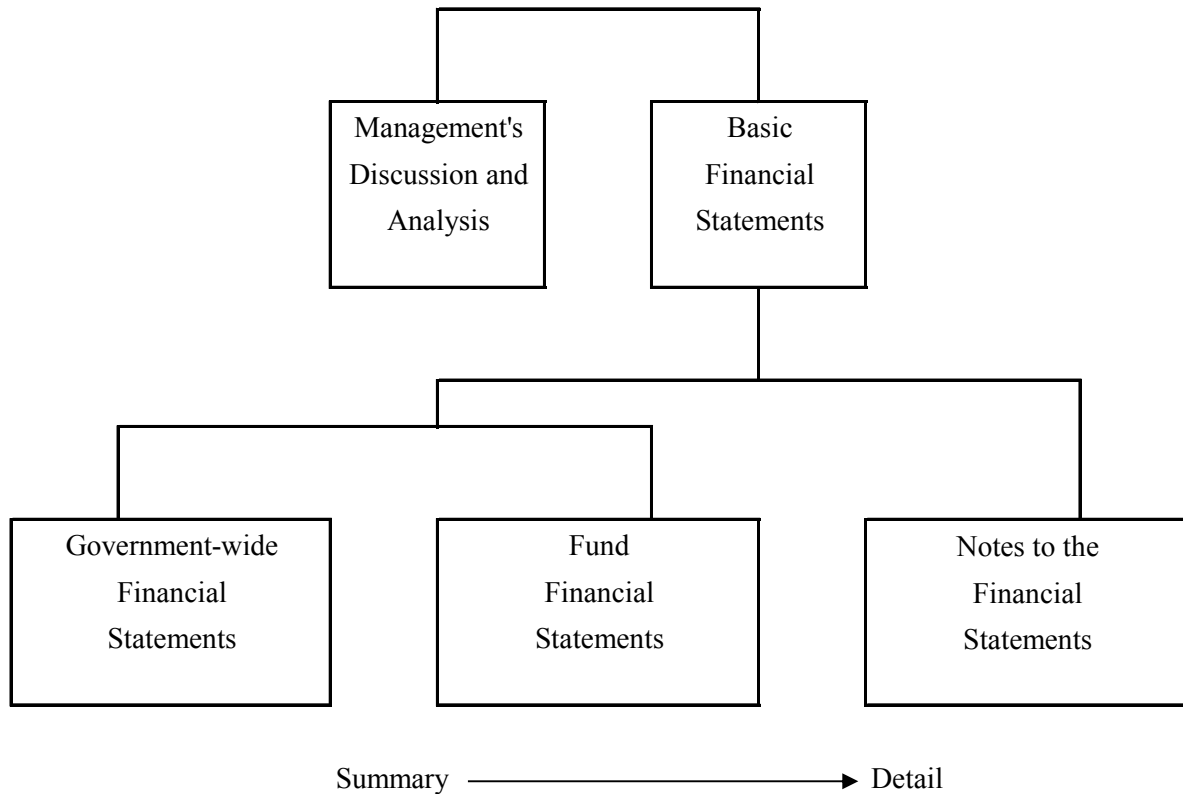 Management's
Discussion and
Analysis
Basic
Financial
Statements
Government-wide
Financial
Statements
Fund
Financial
Statements
Notes to the
Financial
Statements
Summary
Detail